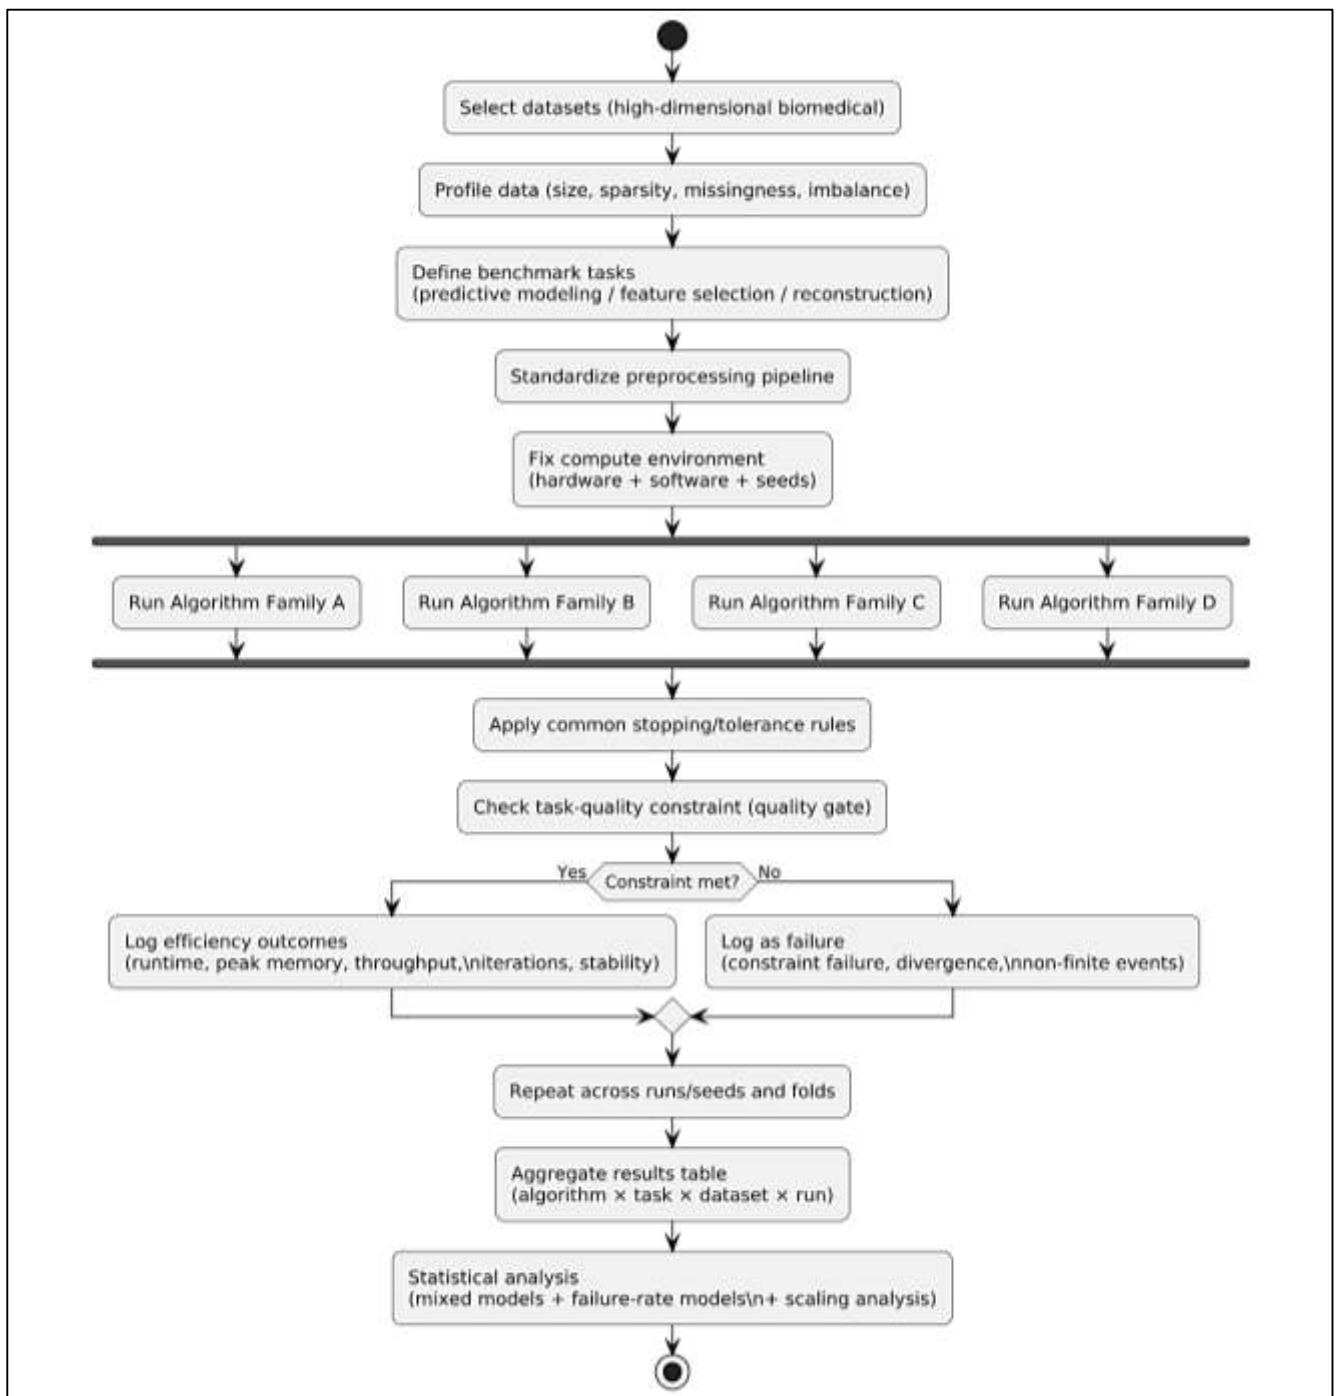 Select datasets (high-dimensional biomedical)
Profile data (size, sparsity, missingness, imbalance)
Define benchmark tasks
(predictive modeling / feature selection / reconstruction)
Standardize preprocessing pipeline
Fix compute environment
(hardware + software + seeds)
Run Algorithm Family A
Run Algorithm Family B
Run Algorithm Family C
Run Algorithm Family D
Apply common stopping/tolerance rules
Check task-quality constraint (quality gate)
Yes
Constraint met?
No
Log efficiency outcomes
(runtime, peak memory, throughput,\niterations, stability)
Log as failure
(constraint failure, divergence,\nnon-finite events)
Repeat across runs/seeds and folds
Aggregate results table
(algorithm × task × dataset × run)
Statistical analysis
(mixed models + failure-rate models\n+ scaling analysis)